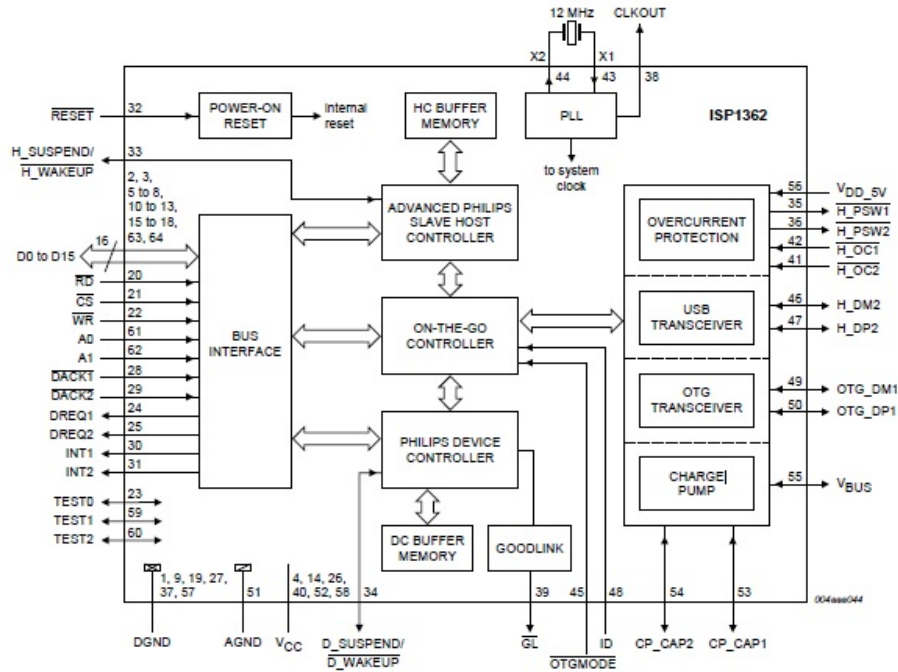 12 MHz
CLKOUT
X2
X1
44
43
38
RESET
32
POWER-ON
RESET
internal
reset
HC BUFFER
MEMORY
PLL
ISP1362
to system
clock
H_SUSPEND/
H_WAKEUP
33
2, 3,
5 to 8,
10 to 13,
15 to 18,
63, 64
16
D0 to D15
RD
20
CS
21
WR
22
A0
61
A1
62
DACK1
28
DACK2
29
DREQ1
24
DREQ2
25
INT1
30
INT2
31
TEST0
23
TEST1
59
TEST2
60
BUS
INTERFACE
ADVANCED PHILIPS
SLAVE HOST
CONTROLLER
ON-THE-GO
CONTROLLER
PHILIPS DEVICE
CONTROLLER
DC BUFFER
MEMORY
GOODLINK
OVERCURRENT
PROTECTION
USB
TRANSCEIVER
OTG
TRANSCEIVER
CHARGE
PUMP
56
VDD_5V
35
H_PSW1
36
H_PSW2
42
H_OC1
41
H_OC2
46
H_DM2
47
H_DP2
49
OTG_DM1
50
OTG_DP1
55
VBUS
1, 9, 19, 27,
37, 57
51
4, 14, 26,
40, 52, 58
34
39
45
48
54
53
004aaa044
DGND
AGND
VCC
D_SUSPEND/
D_WAKEUP
GL
ID
OTGMODE
CP_CAP2
CP_CAP1